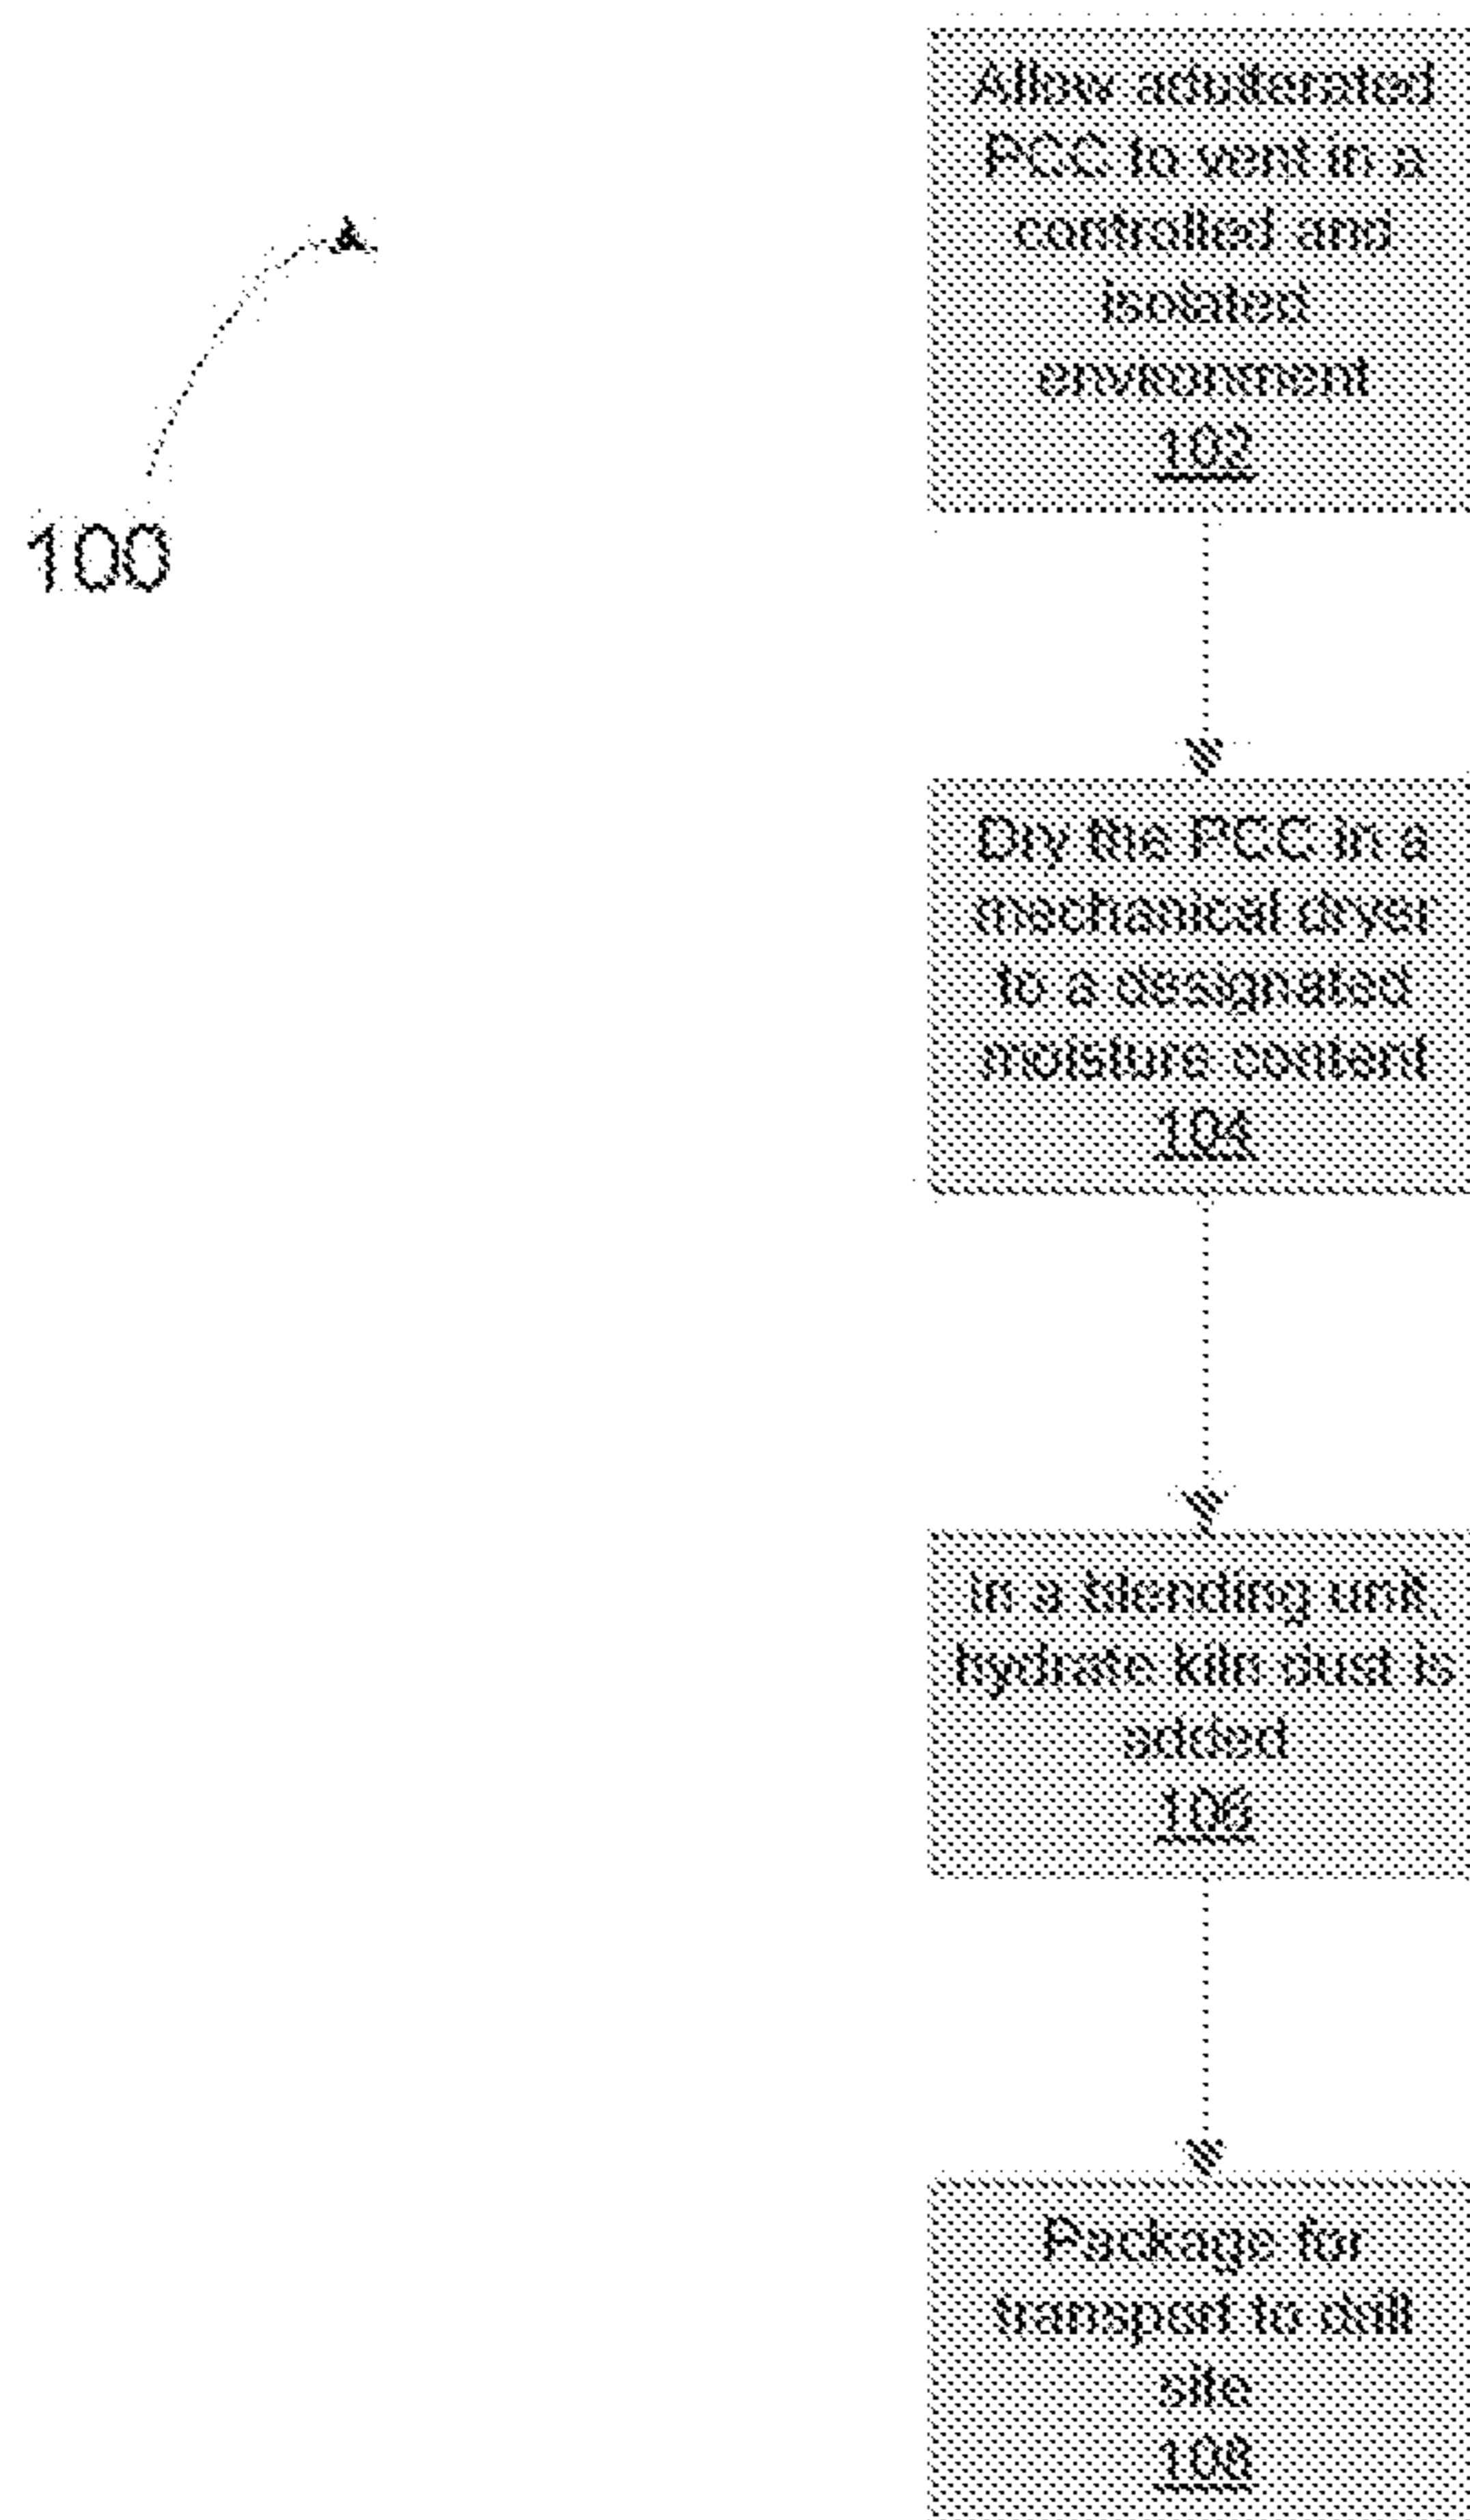 Allow adulterated
PCC to vent in a
controlled and
isolated
environment
102
100
Dry the PCC in a
mechanical dryer
to a designated
moisture content
104
In a blending unit,
hydrate kiln dust is
added
106
Package for
transport to drill
site
108